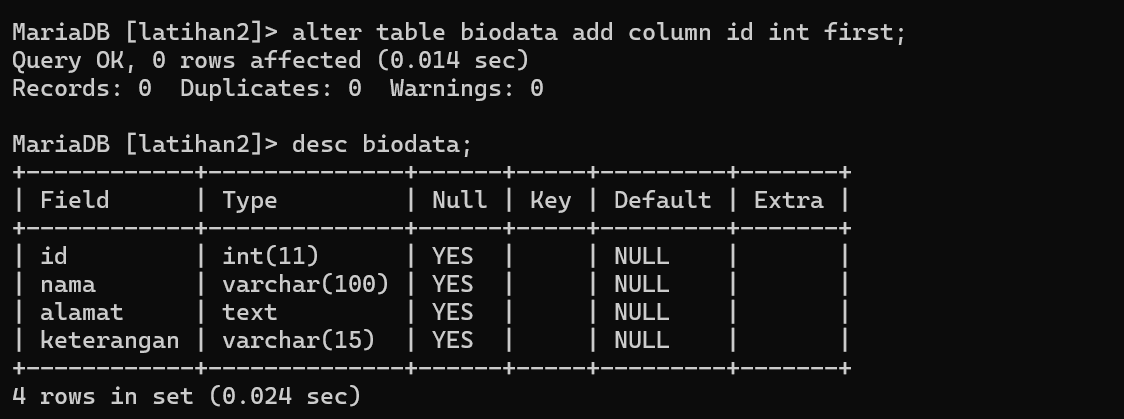 MariaDB [latihan2]> alter table biodata add column id int first;
Query OK, 0 rows affected (0.014 sec)
Records: 0  Duplicates: 0  Warnings: 0

MariaDB [latihan2]> desc biodata;
+------------+--------------+------+-----+---------+-------+
| Field      | Type         | Null | Key | Default | Extra |
+------------+--------------+------+-----+---------+-------+
| id         | int(11)      | YES  |     | NULL    |       |
| nama       | varchar(100) | YES  |     | NULL    |       |
| alamat     | text         | YES  |     | NULL    |       |
| keterangan | varchar(15)  | YES  |     | NULL    |       |
+------------+--------------+------+-----+---------+-------+
4 rows in set (0.024 sec)